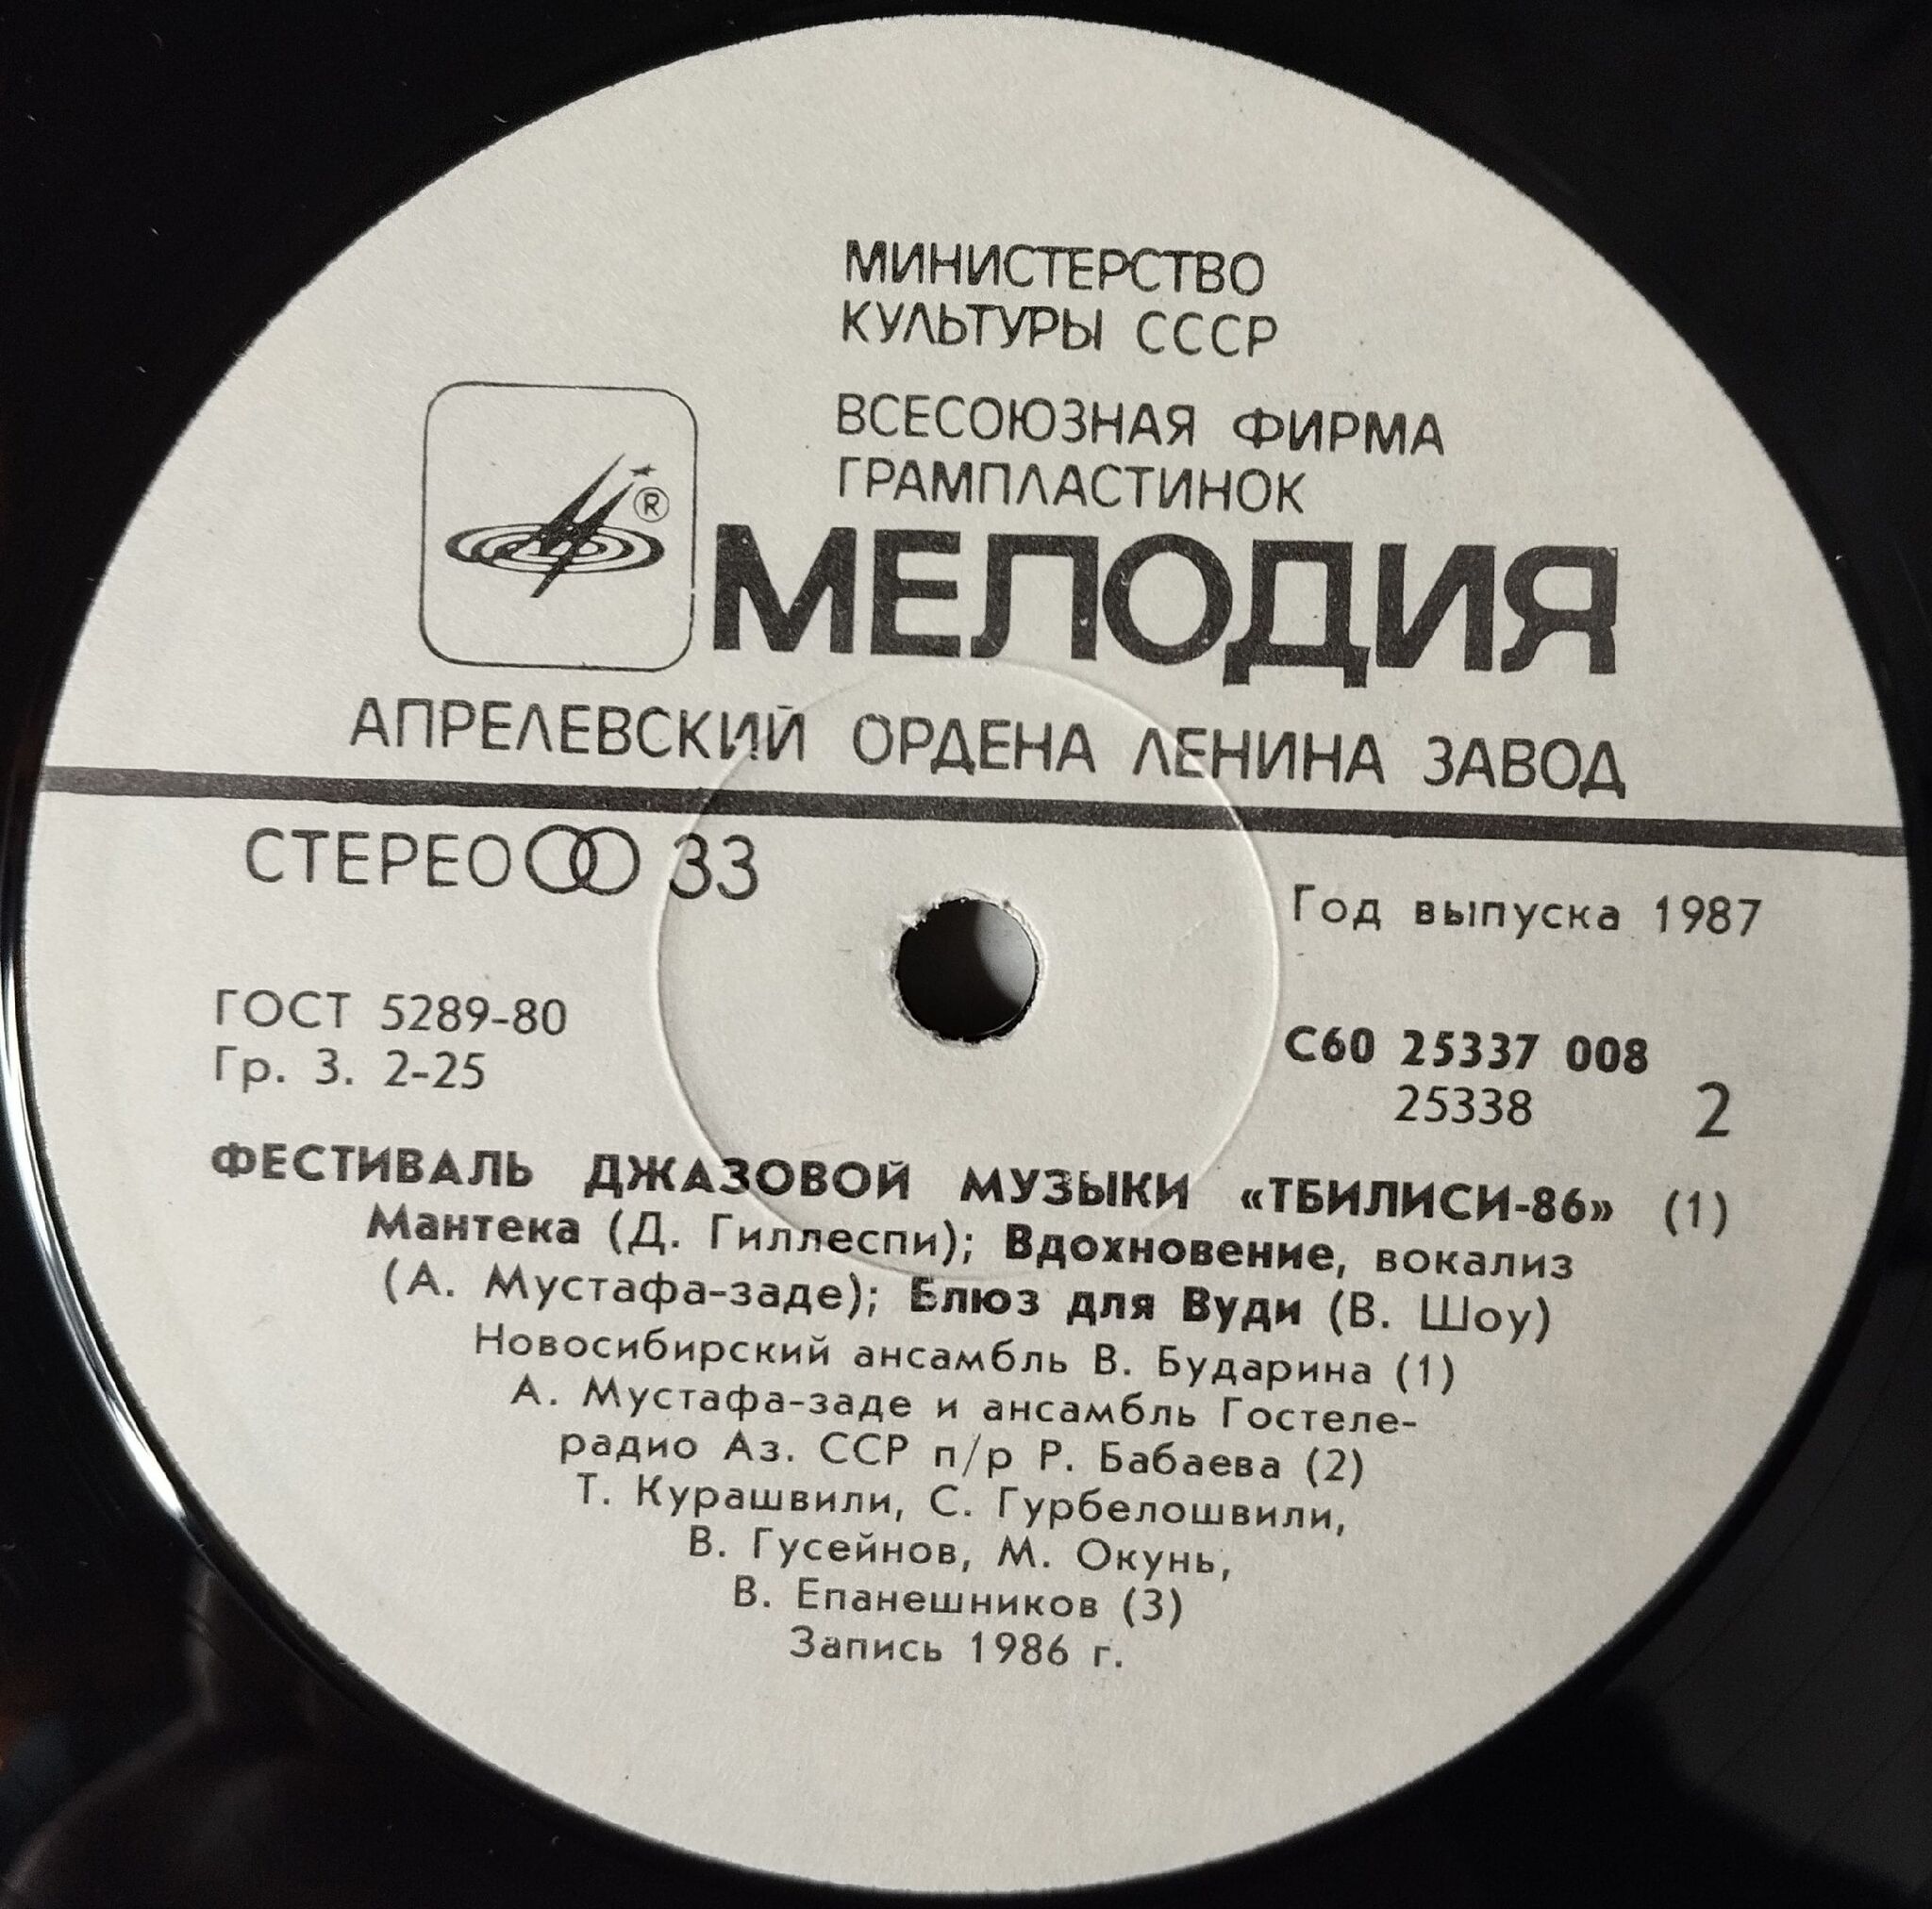 МИНИСТЕРСТВО
КУЛЬТУРЫ СССР
ВСЕСОЮЗНАЯ ФИРМА
ГРАМПЛАСТИНОК
®
МЕЛОДИЯ
АПРЕЛЕВСКИЙ ОРДЕНА ЛЕНИНА ЗАВОД
СТЕРЕО 33
Год выпуска 1987
ГОСТ 5289-80
Гр. 3. 2-25
С60 25337 008
25338
2
ФЕСТИВАЛЬ ДЖАЗОВОЙ МУЗЫКИ «ТБИЛИСИ-86» (1)
Мантека (Д. Гиллеспи); Вдохновение, вокализ
(А. Мустафа-заде); Блюз для Вуди (В. Шоу)
Новосибирский ансамбль В. Бударина (1)
А. Мустафа-заде и ансамбль Гостеле-
радио Аз. ССР п/р Р. Бабаева (2)
Т. Курашвили, С. Гурбелошвили,
В. Гусейнов, М. Окунь,
В. Епанешников (3)
Запись 1986 г.